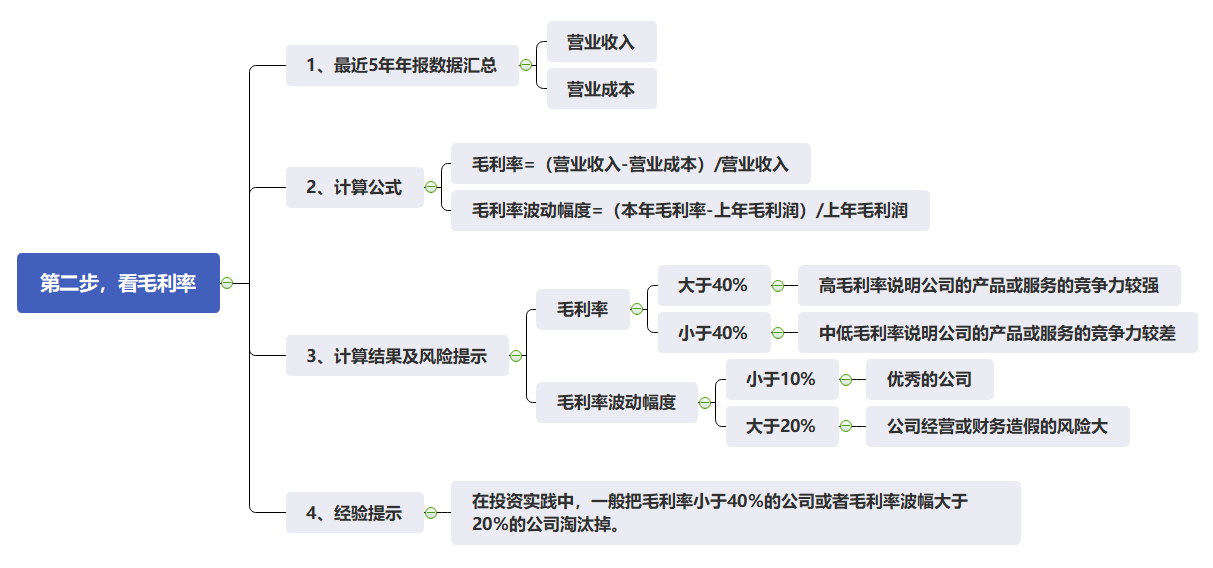 第二步，看毛利率
1、最近5年年报数据汇总
营业收入
营业成本
2、计算公式
毛利率=（营业收入-营业成本）/营业收入
毛利率波动幅度=（本年毛利率-上年毛利润）/上年毛利润
3、计算结果及风险提示
毛利率
大于40%
高毛利率说明公司的产品或服务的竞争力较强
小于40%
中低毛利率说明公司的产品或服务的竞争力较差
毛利率波动幅度
小于10%
优秀的公司
大于20%
公司经营或财务造假的风险大
4、经验提示
在投资实践中，一般把毛利率小于40%的公司或者毛利率波幅大于
20%的公司淘汰掉。